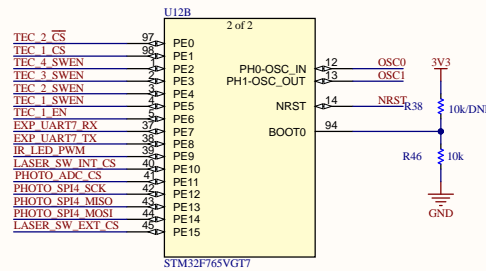 U12B
2 of 2
TEC_2_CS 97 PE0
TEC_1_CS 98 PE1
TEC_4_SWEN 1 PE2
TEC_3_SWEN 2 PE3
TEC_2_SWEN 3 PE4
TEC_1_SWEN 4 PE5
TEC_1_EN 5 PE6
EXP_UART7_RX 37 PE7
EXP_UART7_TX 38 PE8
IR_LED_PWM 39 PE9
LASER_SW_INT_CS 40 PE10
PHOTO_ADC_CS 41 PE11
PHOTO_SPI4_SCK 42 PE12
PHOTO_SPI4_MISO 43 PE13
PHOTO_SPI4_MOSI 44 PE14
LASER_SW_EXT_CS 45 PE15
PH0-OSC_IN 12 OSC0
PH1-OSC_OUT 13 OSC1
NRST 14 NRST
BOOT0 94
3V3
R38 10k/DN
R46 10k
GND
STM32F765VGT7